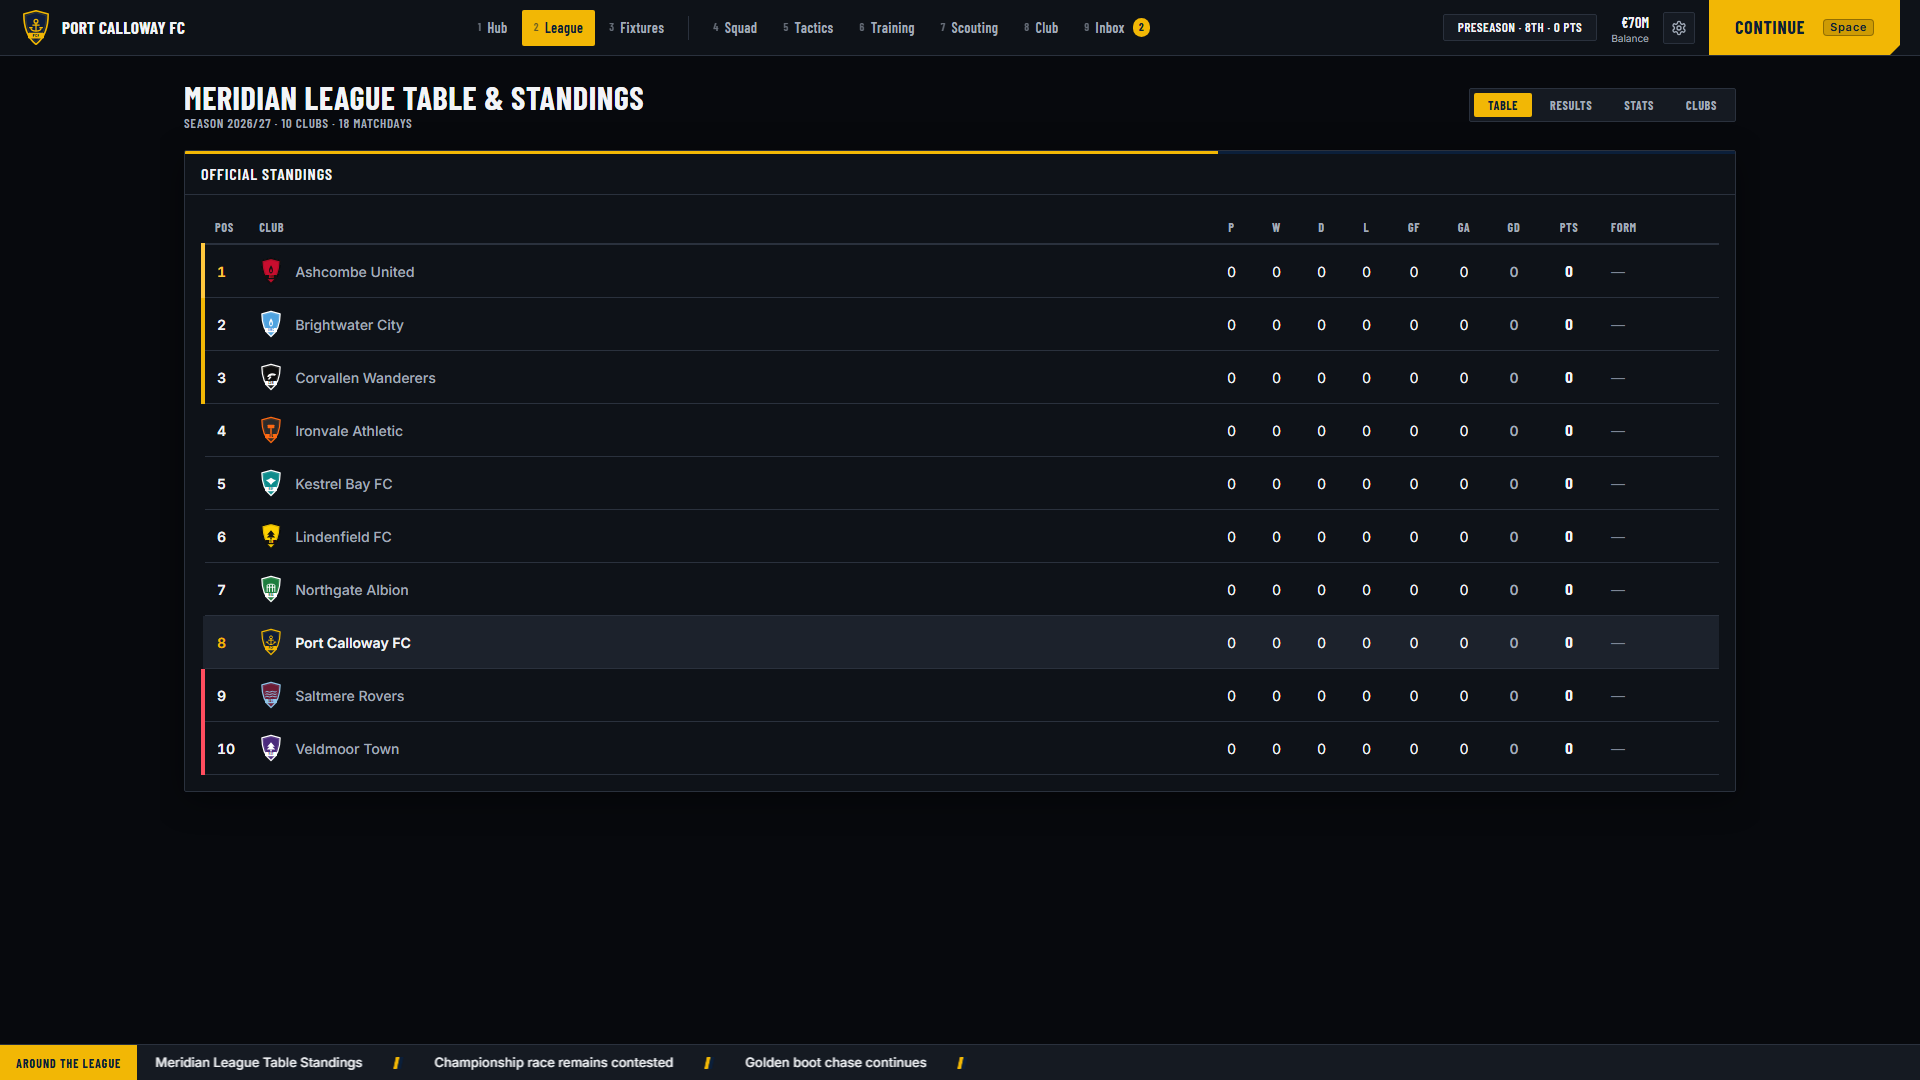 PORT CALLOWAY FC
1 Hub
2 League
3 Fixtures
4 Squad
5 Tactics
6 Training
7 Scouting
8 Club
9 Inbox 2
PRESEASON · 8TH · 0 PTS
€70M
Balance
CONTINUE Space
MERIDIAN LEAGUE TABLE & STANDINGS
SEASON 2026/27 · 10 CLUBS · 18 MATCHDAYS
TABLE RESULTS STATS CLUBS
OFFICIAL STANDINGS
POS CLUB P W D L GF GA GD PTS FORM
1 Ashcombe United 0 0 0 0 0 0 0 0 —
2 Brightwater City 0 0 0 0 0 0 0 0 —
3 Corvallen Wanderers 0 0 0 0 0 0 0 0 —
4 Ironvale Athletic 0 0 0 0 0 0 0 0 —
5 Kestrel Bay FC 0 0 0 0 0 0 0 0 —
6 Lindenfield FC 0 0 0 0 0 0 0 0 —
7 Northgate Albion 0 0 0 0 0 0 0 0 —
8 Port Calloway FC 0 0 0 0 0 0 0 0 —
9 Saltmere Rovers 0 0 0 0 0 0 0 0 —
10 Veldmoor Town 0 0 0 0 0 0 0 0 —
AROUND THE LEAGUE Meridian League Table Standings / Championship race remains contested / Golden boot chase continues /